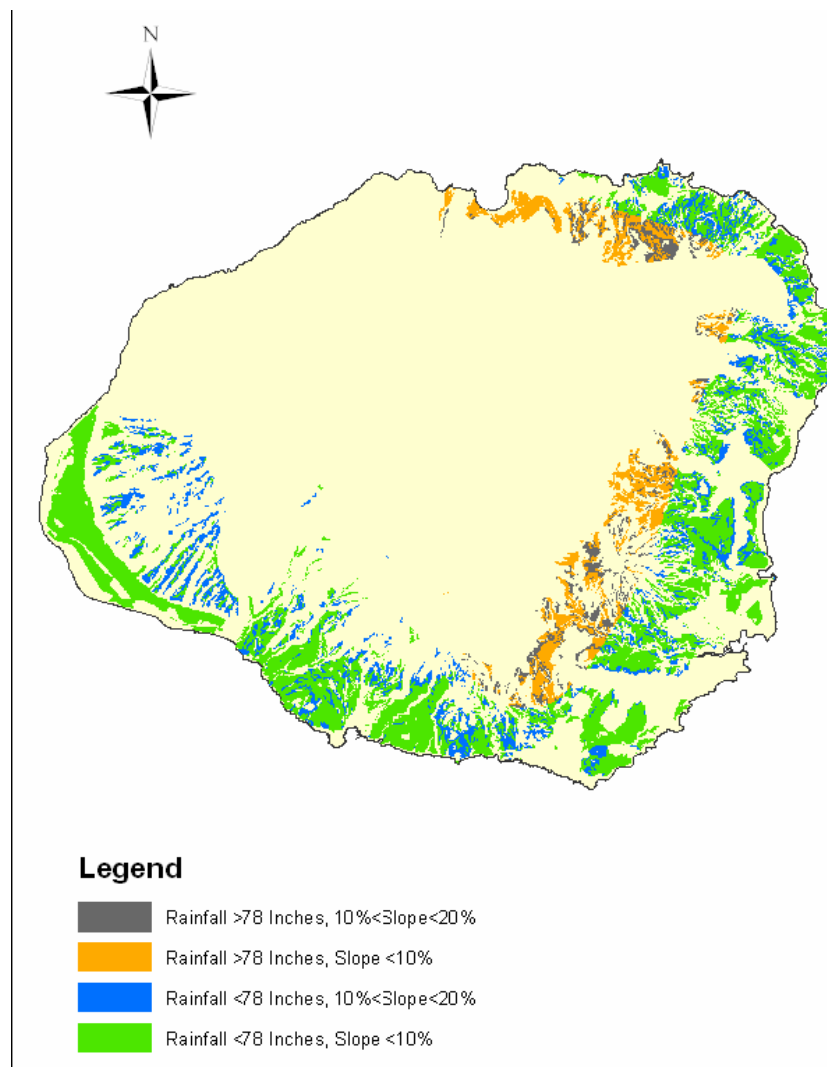 N
Legend
Rainfall >78 Inches, 10%<Slope<20%
Rainfall >78 Inches, Slope <10%
Rainfall <78 Inches, 10%<Slope<20%
Rainfall <78 Inches, Slope <10%